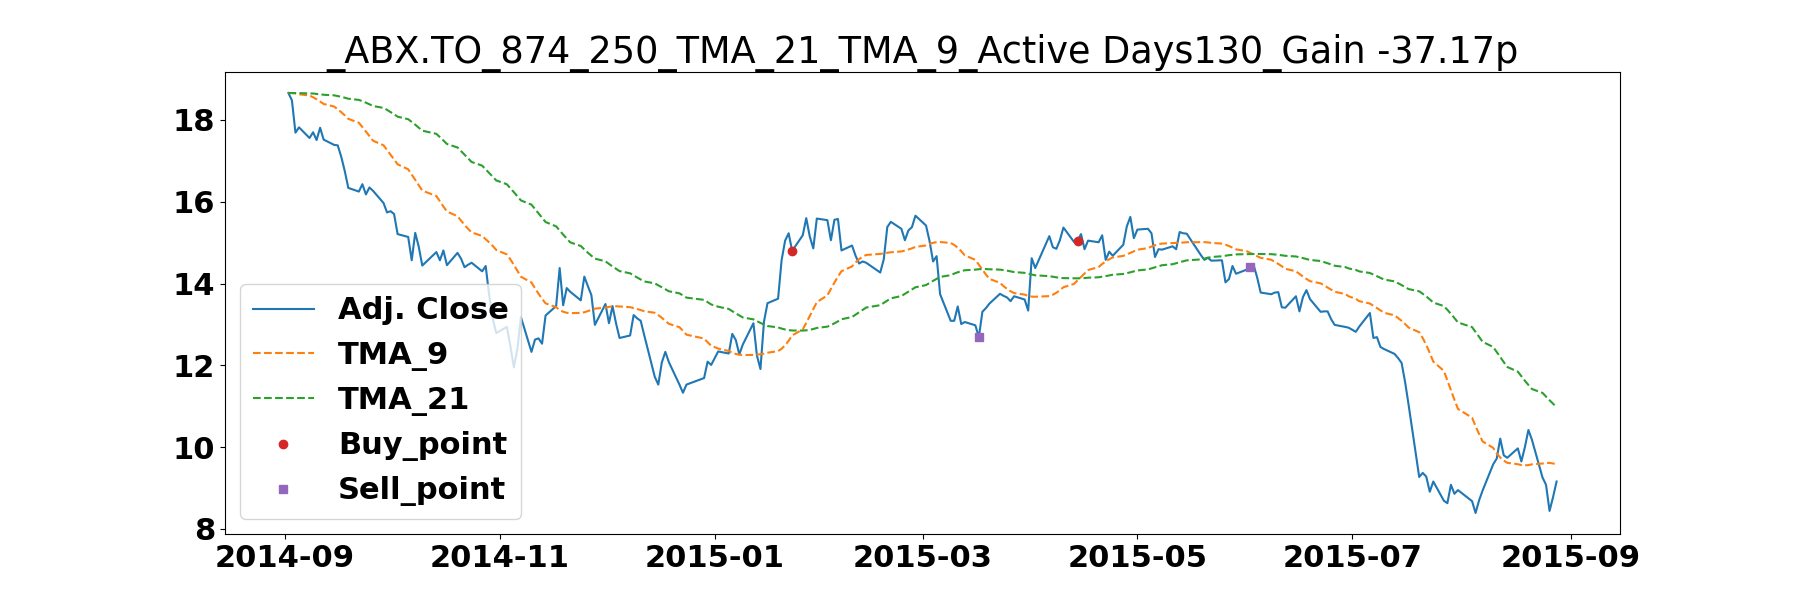 _ABX.TO_874_250_TMA_21_TMA_9_Active Days130_Gain -37.17p
18
16
14
12
10
8
Adj. Close
TMA_9
TMA_21
Buy_point
Sell_point
2014-09 2014-11 2015-01 2015-03 2015-05 2015-07 2015-09